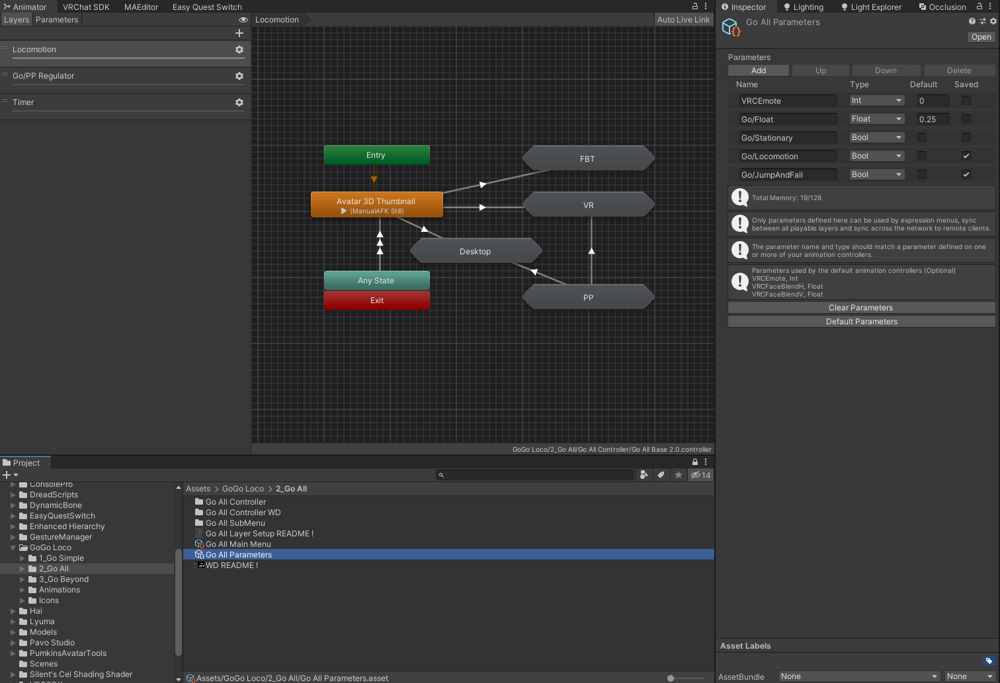 Animator
VRChat SDK
MAEditor
Easy Quest Switch
Layers
Parameters
Locomotion
Auto Live Link
Locomotion
Go/PP Regulator
Timer
Entry
Avatar 3D Thumbnail
(ManualAFK Still)
FBT
VR
Desktop
Any State
Exit
PP
GoGo Loco/2_Go All/Go All Controller/Go All Base 2.0.controller
Inspector
Lighting
Light Explorer
Occlusion
Go All Parameters
Open
Parameters
Add
Up
Down
Delete
Name Type Default Saved
VRCEmote Int 0
Go/Float Float 0.25
Go/Stationary Bool
Go/Locomotion Bool
Go/JumpAndFall Bool
Total Memory: 19/128
Only parameters defined here can be used by expression menus, sync
between all playable layers and sync across the network to remote clients.
The parameter name and type should match a parameter defined on one
or more of your animation controllers.
Parameters used by the default animation controllers (Optional)
VRCEmote, Int
VRCFaceBlendH, Float
VRCFaceBlendV, Float
Clear Parameters
Default Parameters
Project
14
ConsolePro
DreadScripts
DynamicBone
EasyQuestSwitch
Enhanced Hierarchy
GestureManager
GoGo Loco
1_Go Simple
2_Go All
3_Go Beyond
Animations
Icons
Hai
Lyuma
Models
Pavo Studio
PumkinsAvatarTools
Scenes
Silent's Cel Shading Shader
Assets > GoGo Loco > 2_Go All
Go All Controller
Go All Controller WD
Go All SubMenu
Go All Layer Setup README !
Go All Main Menu
Go All Parameters
WD README !
Assets/GoGo Loco/2_Go All/Go All Parameters.asset
Asset Labels
AssetBundle None None